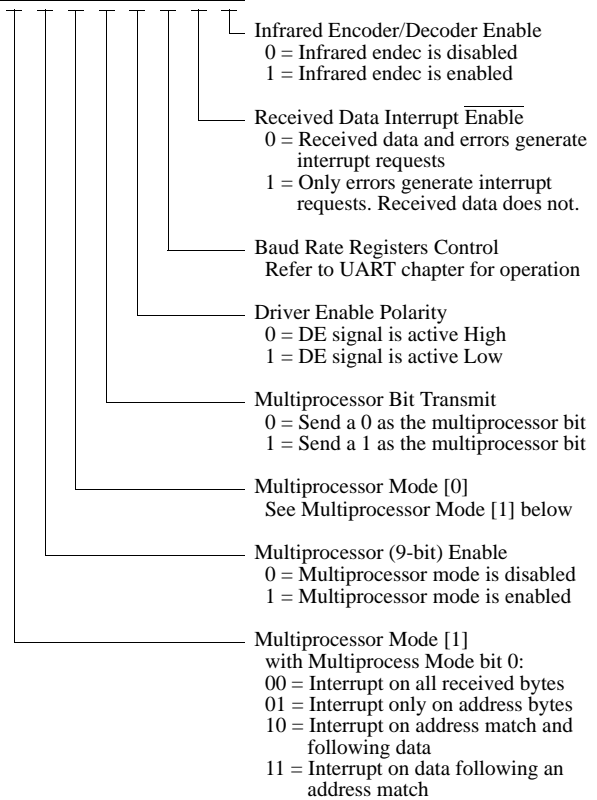 Infrared Encoder/Decoder Enable
0 = Infrared endec is disabled
1 = Infrared endec is enabled
Received Data Interrupt Enable
0 = Received data and errors generate
interrupt requests
1 = Only errors generate interrupt
requests. Received data does not.
Baud Rate Registers Control
Refer to UART chapter for operation
Driver Enable Polarity
0 = DE signal is active High
1 = DE signal is active Low
Multiprocessor Bit Transmit
0 = Send a 0 as the multiprocessor bit
1 = Send a 1 as the multiprocessor bit
Multiprocessor Mode [0]
See Multiprocessor Mode [1] below
Multiprocessor (9-bit) Enable
0 = Multiprocessor mode is disabled
1 = Multiprocessor mode is enabled
Multiprocessor Mode [1]
with Multiprocess Mode bit 0:
00 = Interrupt on all received bytes
01 = Interrupt only on address bytes
10 = Interrupt on address match and
following data
11 = Interrupt on data following an
address match